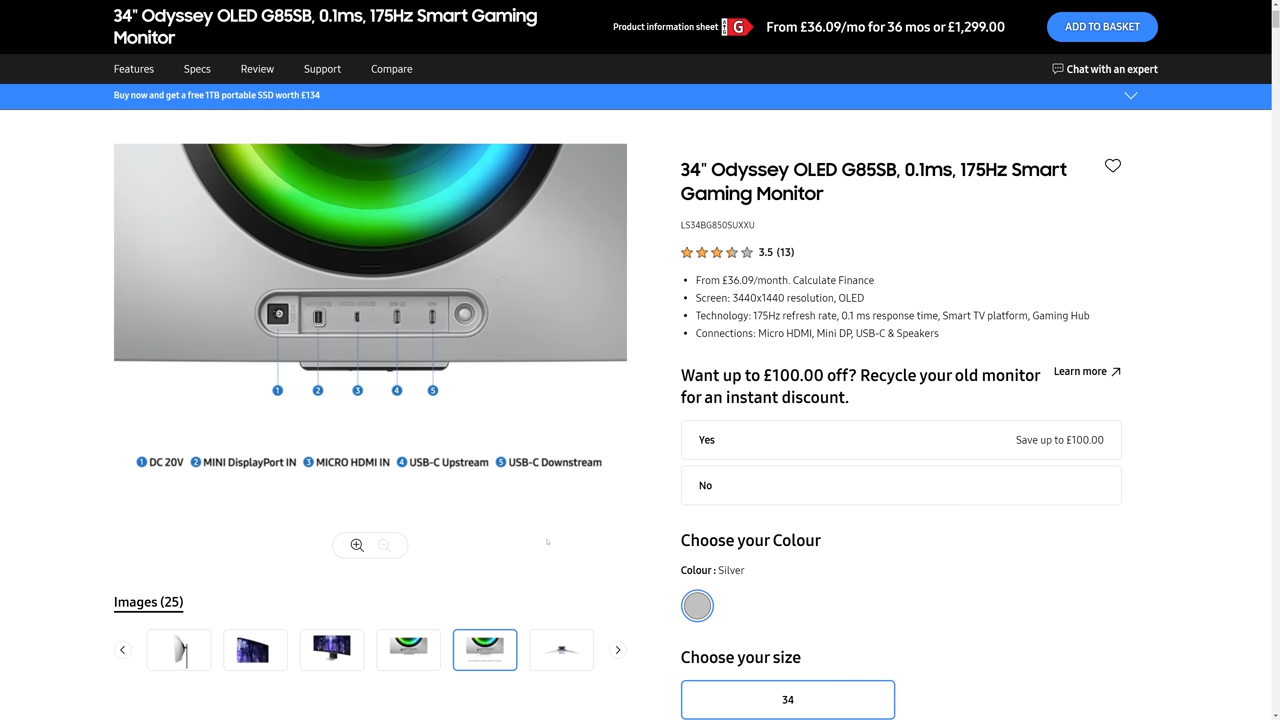 34" Odyssey OLED G85SB, 0.1ms, 175Hz Smart Gaming
Monitor
Product information sheet
G
From £36.09/mo for 36 mos or £1,299.00
ADD TO BASKET
Features
Specs
Review
Support
Compare
Chat with an expert
Buy now and get a free 1TB portable SSD worth £134
1
2
3
4
5
1 DC 20V 2 MINI DisplayPort IN 3 MICRO HDMI IN 4 USB-C Upstream 5 USB-C Downstream
Images (25)
34" Odyssey OLED G85SB, 0.1ms, 175Hz Smart
Gaming Monitor
LS34BG850SUXXU
3.5 (13)
• From £36.09/month. Calculate Finance
• Screen: 3440x1440 resolution, OLED
• Technology: 175Hz refresh rate, 0.1 ms response time, Smart TV platform, Gaming Hub
• Connections: Micro HDMI, Mini DP, USB-C & Speakers
Want up to £100.00 off? Recycle your old monitor
for an instant discount.
Learn more
Yes
Save up to £100.00
No
Choose your Colour
Colour : Silver
Choose your size
34